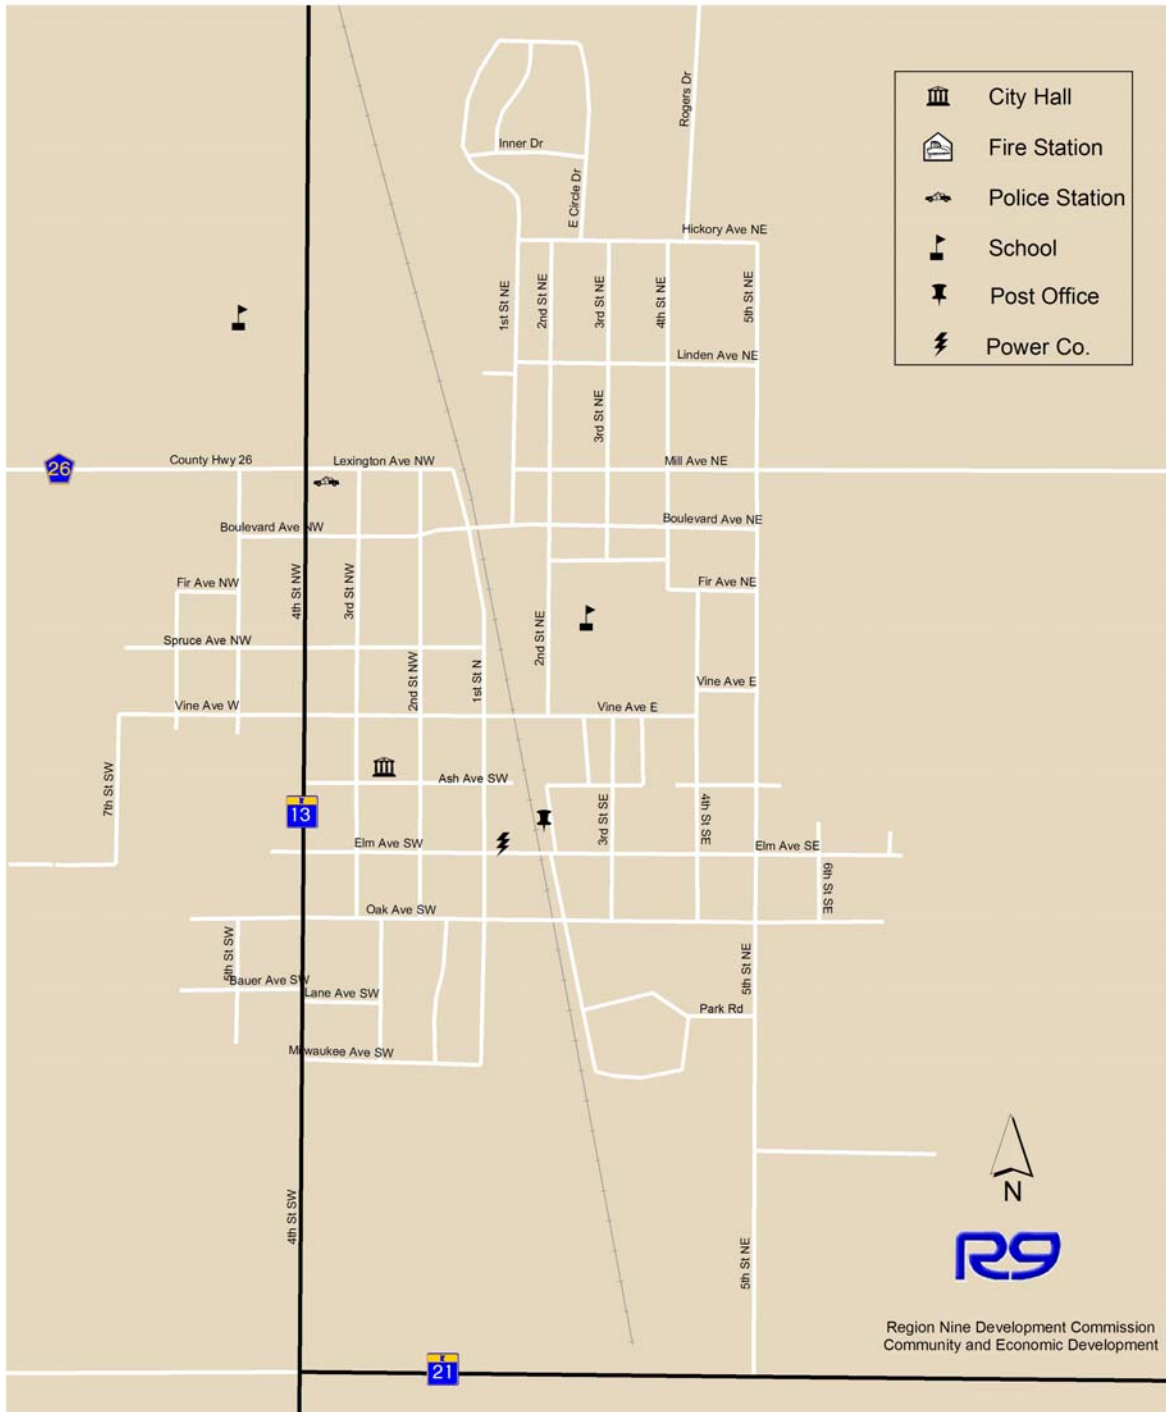 City Hall
Fire Station
Police Station
School
Post Office
Power Co.
Rogers Dr
Inner Dr
E Circle Dr
Hickory Ave NE
1st St NE
2nd St NE
3rd St NE
4th St NE
5th St NE
Linden Ave NE
3rd St NE
26
County Hwy 26
Lexington Ave NW
Mill Ave NE
Boulevard Ave NW
Boulevard Ave NE
Fir Ave NW
4th St NW
3rd St NW
Fir Ave NE
2nd St NE
Spruce Ave NW
2nd St NW
1st St N
Vine Ave E
Vine Ave W
Vine Ave E
7th St SW
Ash Ave SW
13
3rd St SE
4th St SE
Elm Ave SW
Elm Ave SE
6th St SE
Oak Ave SW
5th St SW
5th St NE
Bauer Ave SW
Lane Ave SW
Park Rd
Milwaukee Ave SW
N
4th St SW
5th St NE
R9
Region Nine Development Commission
Community and Economic Development
21